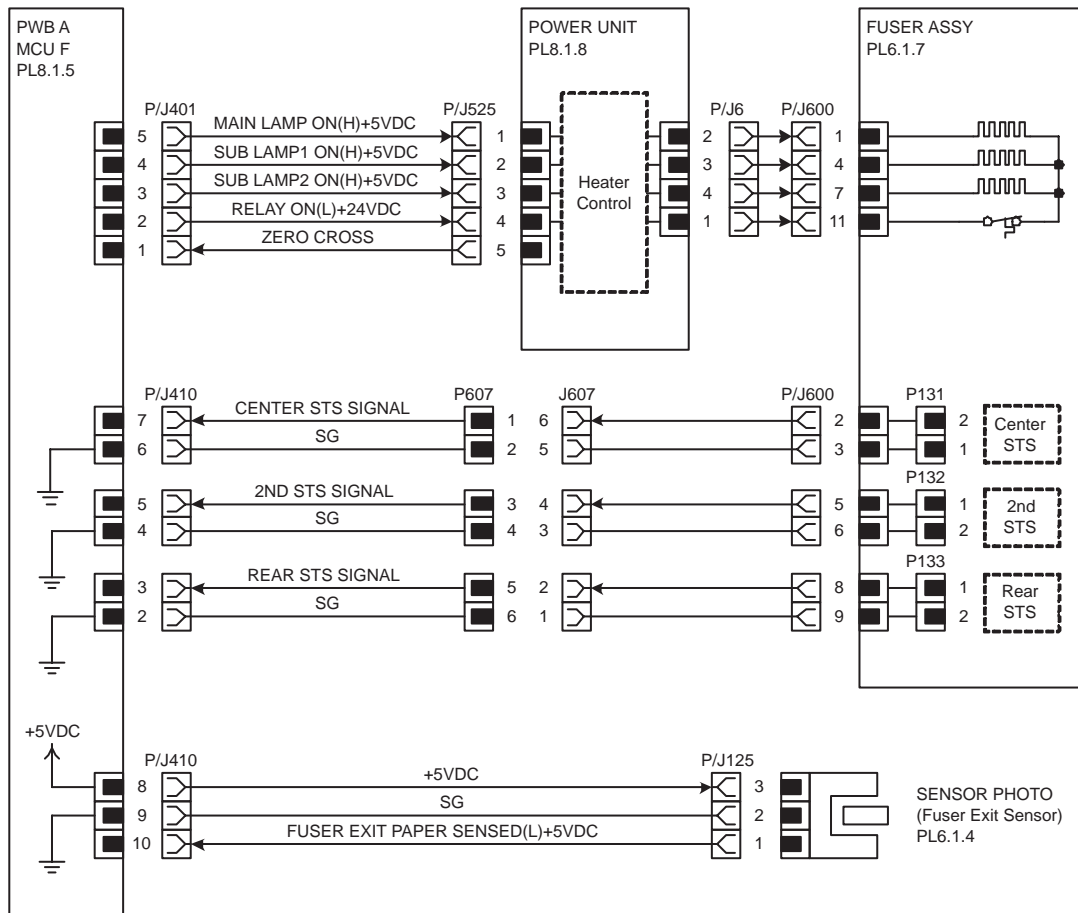 PWB A
MCU F
PL8.1.5
POWER UNIT
PL8.1.8
FUSER ASSY
PL6.1.7
P/J401
P/J525
P/J6
P/J600
5 MAIN LAMP ON(H)+5VDC 1 2 1
4 SUB LAMP1 ON(H)+5VDC 2 3 4
3 SUB LAMP2 ON(H)+5VDC 3 4 7
2 RELAY ON(L)+24VDC 4 1 11
1 ZERO CROSS 5
Heater
Control
P/J410 P607 J607 P/J600 P131
7 CENTER STS SIGNAL 1 6 2 2
6 SG 2 5 3 1
Center
STS
P132
5 2ND STS SIGNAL 3 4 5 1
4 SG 4 3 6 2
2nd
STS
P133
3 REAR STS SIGNAL 5 2 8 1
2 SG 6 1 9 2
Rear
STS
+5VDC
P/J410 P/J125
8 +5VDC 3
9 SG 2
10 FUSER EXIT PAPER SENSED(L)+5VDC 1
SENSOR PHOTO
(Fuser Exit Sensor)
PL6.1.4